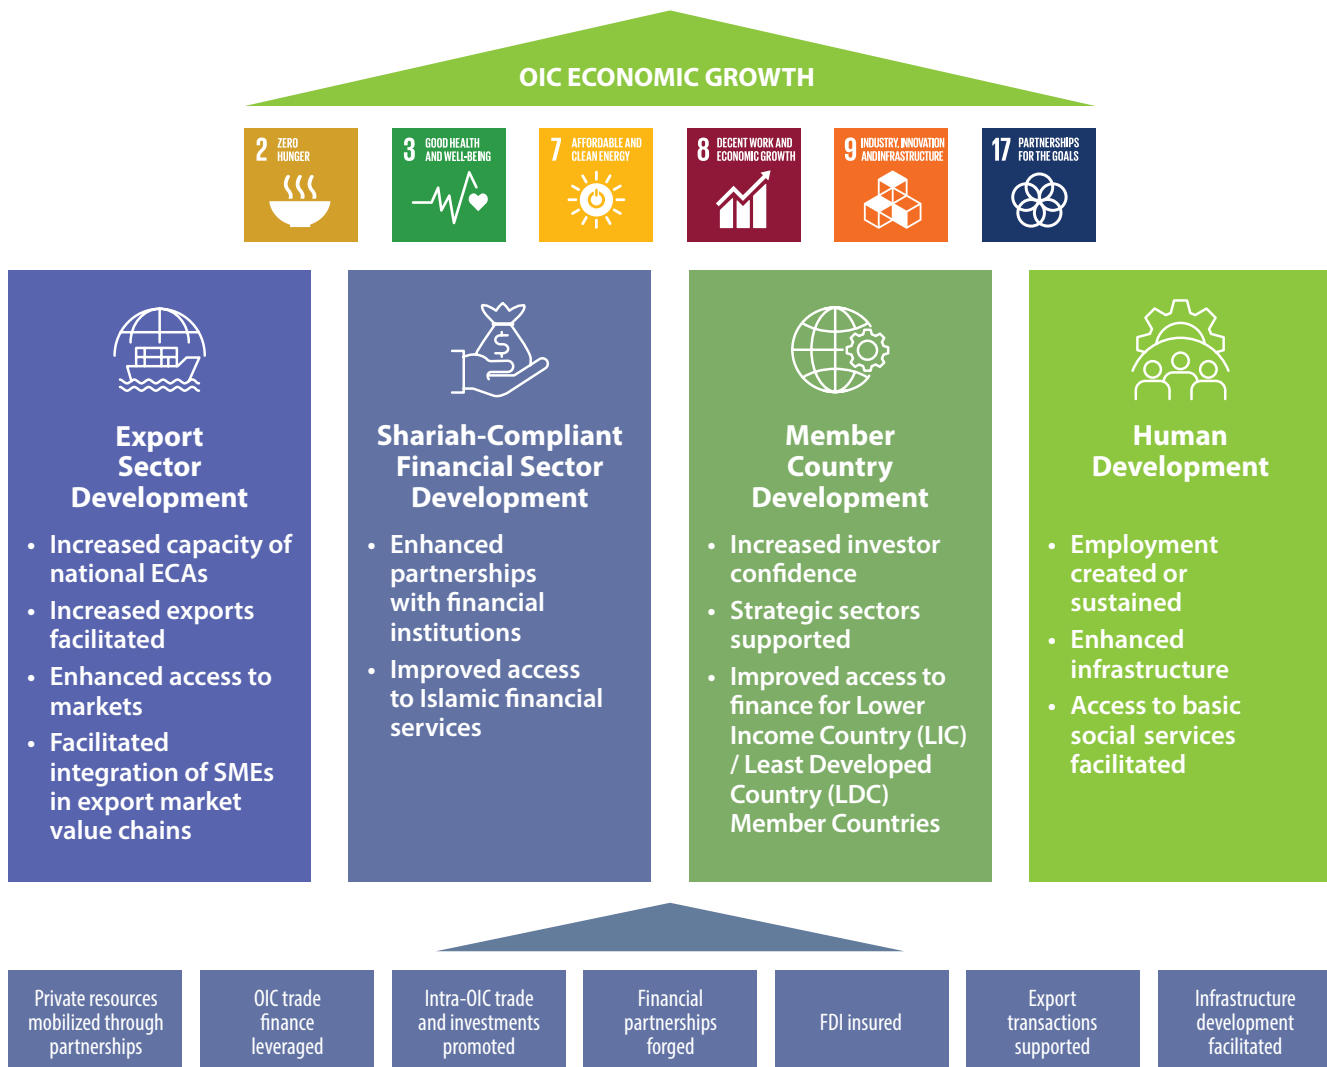 OIC ECONOMIC GROWTH
2 ZERO
HUNGER
3 GOOD HEALTH
AND WELL-BEING
7 AFFORDABLE AND
CLEAN ENERGY
8 DECENT WORK AND
ECONOMIC GROWTH
9 INDUSTRY, INNOVATION
AND INFRASTRUCTURE
17 PARTNERSHIPS
FOR THE GOALS
$
Export
Sector
Development
• Increased capacity of
national ECAs
• Increased exports
facilitated
• Enhanced access to
markets
• Facilitated
integration of SMEs
in export market
value chains
Shariah-Compliant
Financial Sector
Development
• Enhanced
partnerships
with financial
institutions
• Improved access
to Islamic financial
services
Member
Country
Development
• Increased investor
confidence
• Strategic sectors
supported
• Improved access to
finance for Lower
Income Country (LIC)
/ Least Developed
Country (LDC)
Member Countries
Human
Development
• Employment
created or
sustained
• Enhanced
infrastructure
• Access to basic
social services
facilitated
Private resources
mobilized through
partnerships
OIC trade
finance
leveraged
Intra-OIC trade
and investments
promoted
Financial
partnerships
forged
FDI insured
Export
transactions
supported
Infrastructure
development
facilitated